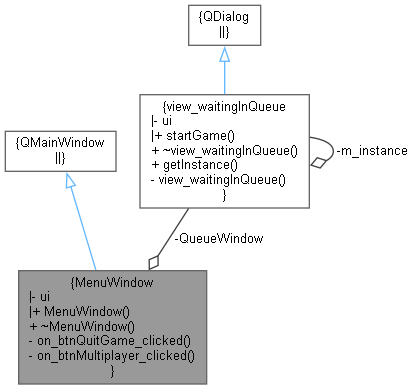 {QDialog
||}
{view_waitingInQueue
|- ui
|+ startGame()
+ ~view_waitingInQueue()
+ getInstance()
- view_waitingInQueue()
}
-m_instance
{QMainWindow
||}
-QueueWindow
{MenuWindow
|- ui
|+ MenuWindow()
+ ~MenuWindow()
- on_btnQuitGame_clicked()
- on_btnMultiplayer_clicked()
}